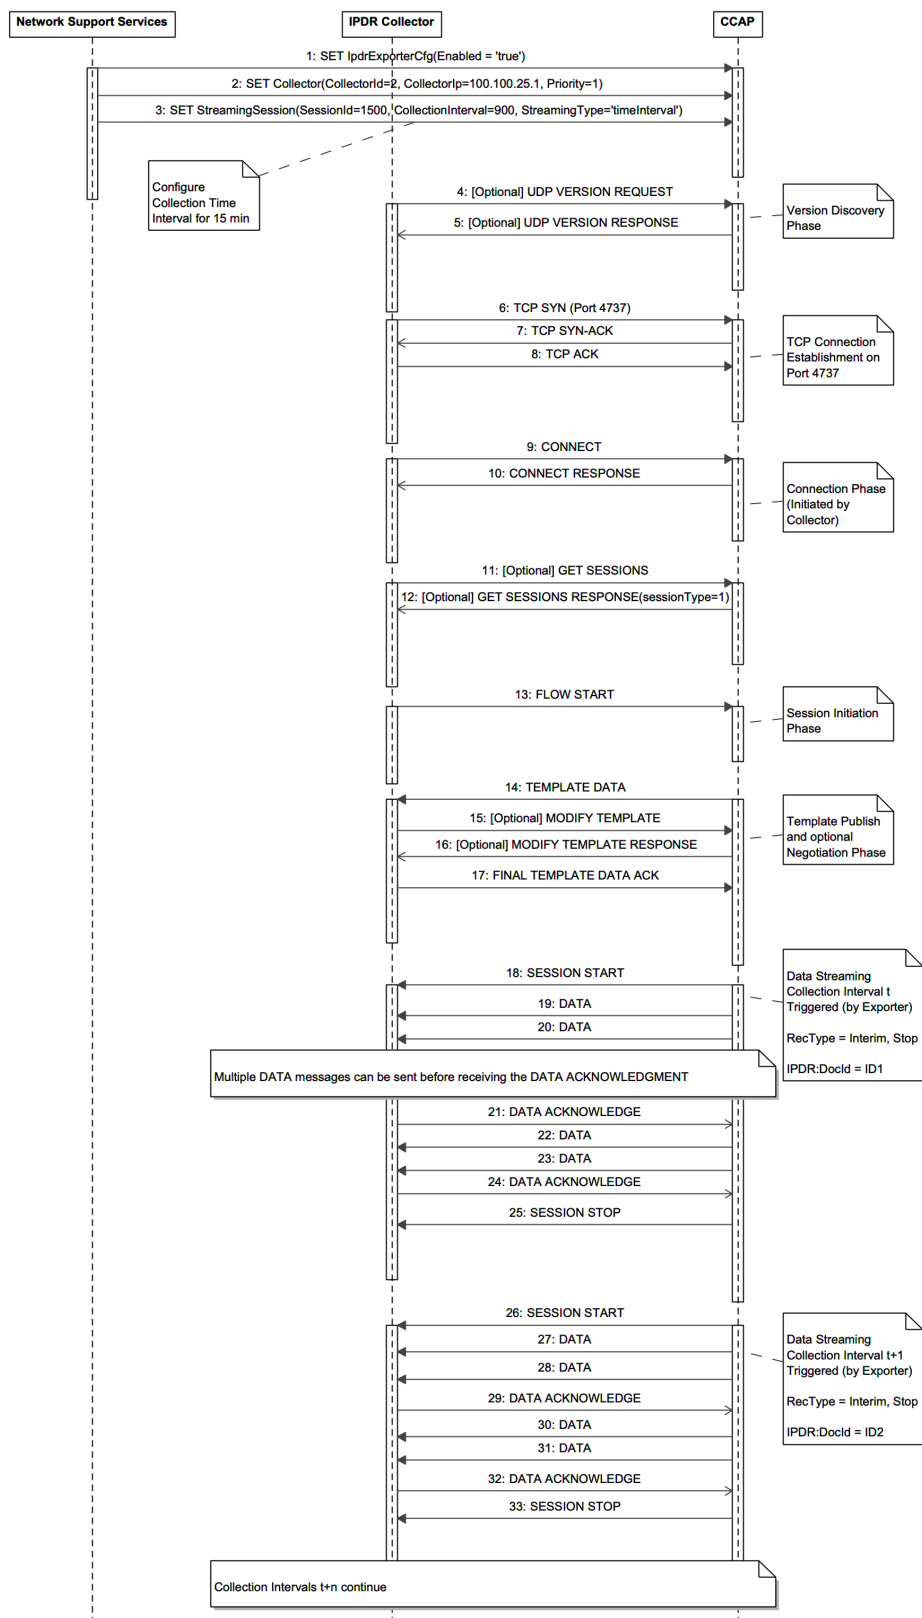 Network Support Services
IPDR Collector
CCAP
1: SET IpdrExporterCfg(Enabled = 'true')
2: SET Collector(CollectorId=2, CollectorIp=100.100.25.1, Priority=1)
3: SET StreamingSession(SessionId=1500, CollectionInterval=900, StreamingType='timeInterval')
Configure
Collection Time
Interval for 15 min
4: [Optional] UDP VERSION REQUEST
5: [Optional] UDP VERSION RESPONSE
Version Discovery
Phase
6: TCP SYN (Port 4737)
7: TCP SYN-ACK
8: TCP ACK
TCP Connection
Establishment on
Port 4737
9: CONNECT
10: CONNECT RESPONSE
Connection Phase
(Initiated by
Collector)
11: [Optional] GET SESSIONS
12: [Optional] GET SESSIONS RESPONSE(sessionType=1)
13: FLOW START
Session Initiation
Phase
14: TEMPLATE DATA
15: [Optional] MODIFY TEMPLATE
16: [Optional] MODIFY TEMPLATE RESPONSE
17: FINAL TEMPLATE DATA ACK
Template Publish
and optional
Negotiation Phase
18: SESSION START
19: DATA
20: DATA
Data Streaming
Collection Interval t
Triggered (by Exporter)
RecType = Interim, Stop
IPDR:DocId = ID1
Multiple DATA messages can be sent before receiving the DATA ACKNOWLEDGMENT
21: DATA ACKNOWLEDGE
22: DATA
23: DATA
24: DATA ACKNOWLEDGE
25: SESSION STOP
26: SESSION START
27: DATA
28: DATA
29: DATA ACKNOWLEDGE
30: DATA
31: DATA
32: DATA ACKNOWLEDGE
33: SESSION STOP
Data Streaming
Collection Interval t+1
Triggered (by Exporter)
RecType = Interim, Stop
IPDR:DocId = ID2
Collection Intervals t+n continue